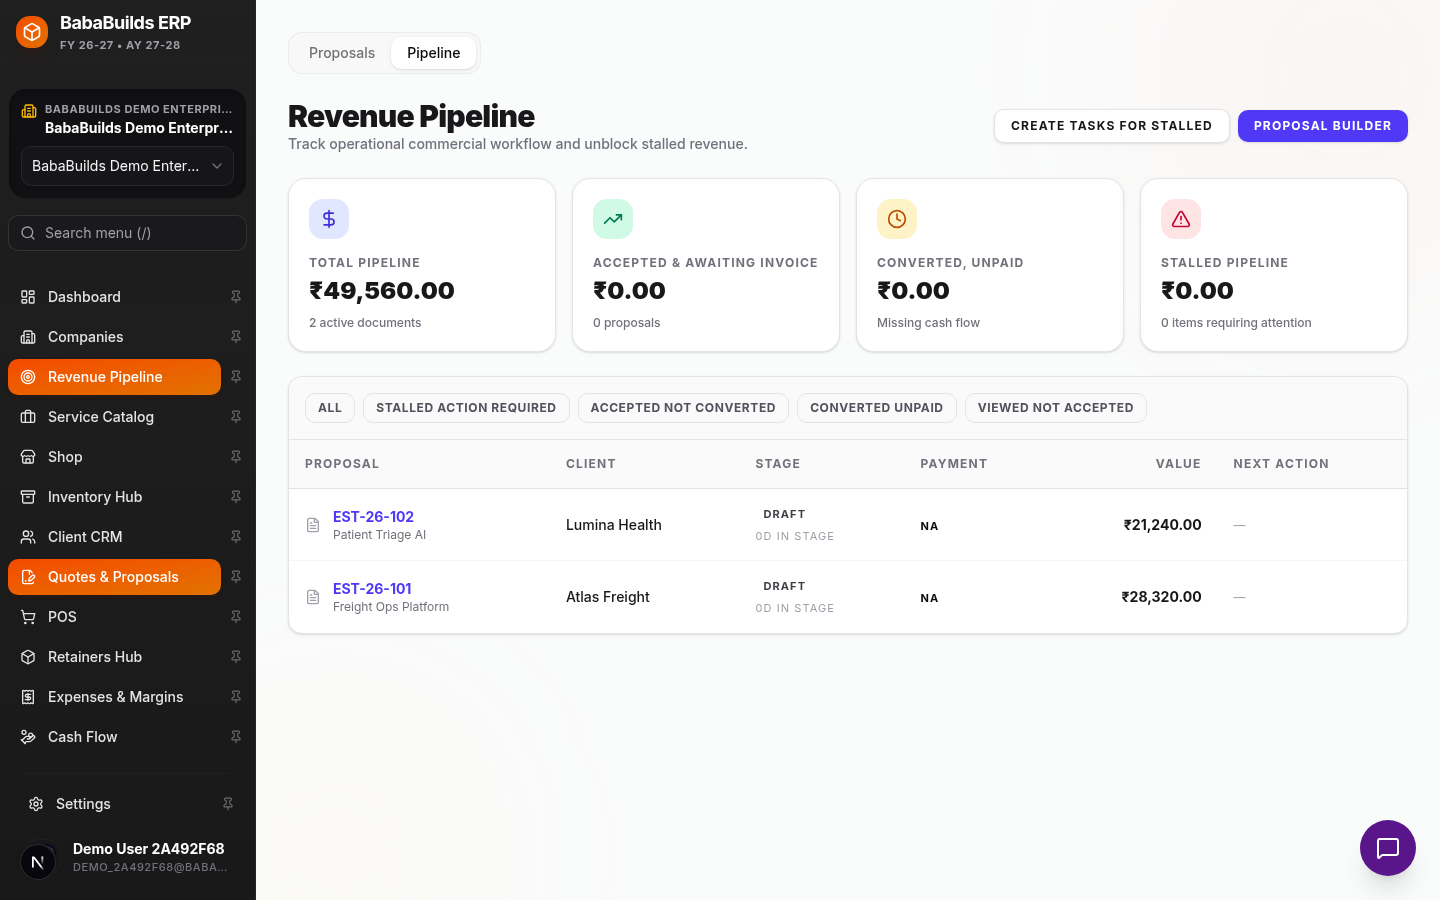 BabaBuilds ERP
FY 26-27 • AY 27-28
BABABUILDS DEMO ENTERPRI...
BabaBuilds Demo Enterpr...
BabaBuilds Demo Enter...
Search menu (/)
Dashboard
Companies
Revenue Pipeline
Service Catalog
Shop
Inventory Hub
Client CRM
Quotes & Proposals
POS
Retainers Hub
Expenses & Margins
Cash Flow
Settings
N
Demo User 2A492F68
DEMO_2A492F68@BABA...
Proposals
Pipeline
Revenue Pipeline
Track operational commercial workflow and unblock stalled revenue.
CREATE TASKS FOR STALLED
PROPOSAL BUILDER
TOTAL PIPELINE
₹49,560.00
2 active documents
ACCEPTED & AWAITING INVOICE
₹0.00
0 proposals
CONVERTED, UNPAID
₹0.00
Missing cash flow
STALLED PIPELINE
₹0.00
0 items requiring attention
ALL
STALLED ACTION REQUIRED
ACCEPTED NOT CONVERTED
CONVERTED UNPAID
VIEWED NOT ACCEPTED
PROPOSAL CLIENT STAGE PAYMENT VALUE NEXT ACTION
EST-26-102
Patient Triage AI
Lumina Health
DRAFT
0D IN STAGE
NA
₹21,240.00
—
EST-26-101
Freight Ops Platform
Atlas Freight
DRAFT
0D IN STAGE
NA
₹28,320.00
—